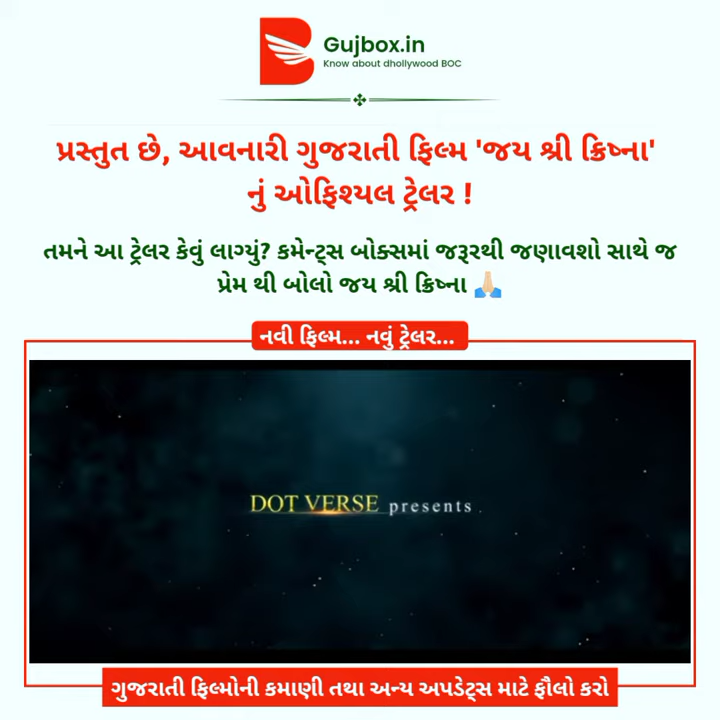 Gujbox.in
Know about dhollywood BOC
પ્રસ્તુત છે, આવનારી ગુજરાતી ફિલ્મ 'જય શ્રી ક્રિષ્ના'
નું ઓફિશ્યલ ટ્રેલર !
તમને આ ટ્રેલર કેવું લાગ્યું? કમેન્ટ્સ બોક્સમાં જરૂરથી જણાવશો સાથે જ
પ્રેમ થી બોલો જય શ્રી ક્રિષ્ના 🙏🏻
નવી ફિલ્મ... નવું ટ્રેલર...
DOT VERSE presents
ગુજરાતી ફિલ્મોની કમાણી તથા અન્ય અપડેટ્સ માટે ફૌલો કરો